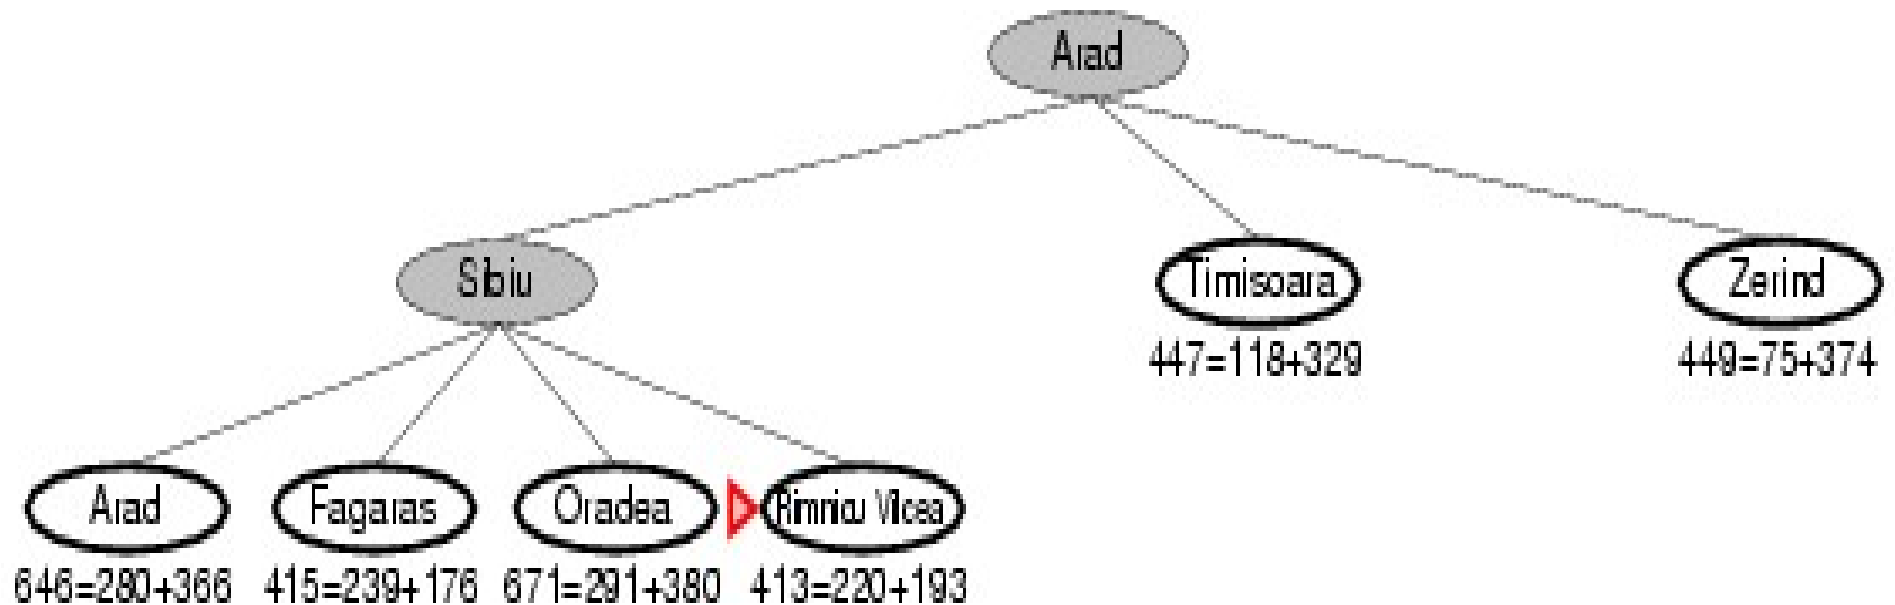 Arad
Sibiu
Timisoara
Zerind
447=118+329
449=75+374
Arad
Fagaras
Oradea
Rimnicu Vilcea
646=280+366
415=239+176
671=291+380
413=220+193